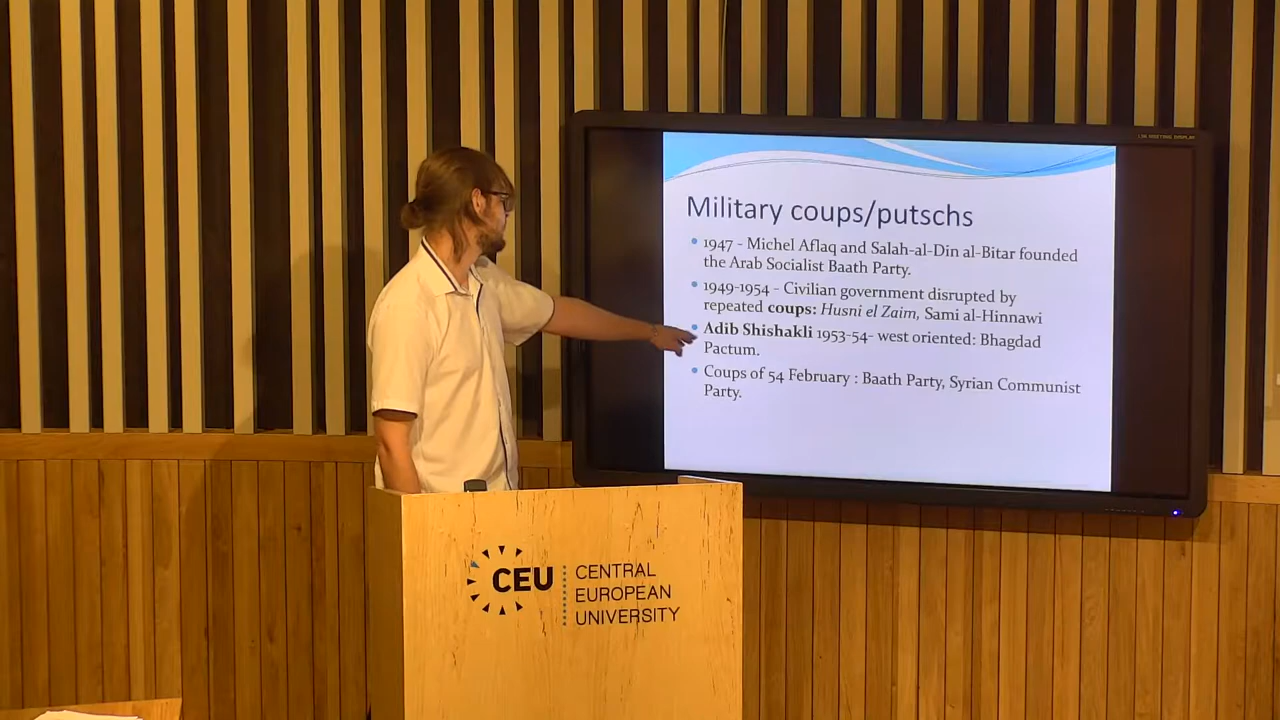 Military coups/putschs
1947 - Michel Aflaq and Salah-al-Din al-Bitar founded
the Arab Socialist Baath Party.
1949-1954 - Civilian government disrupted by
repeated coups: Husni el Zaim, Sami al-Hinnawi
Adib Shishakli 1953-54- west oriented: Bhagdad
Pactum.
Coups of 54 February : Baath Party, Syrian Communist
Party.
CEU
CENTRAL
EUROPEAN
UNIVERSITY